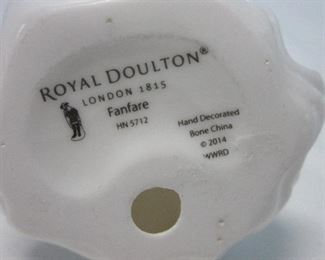 ROYAL DOULTON®
LONDON 1815
Fanfare
HN 5712
Hand Decorated
Bone China
© 2014
WWRD